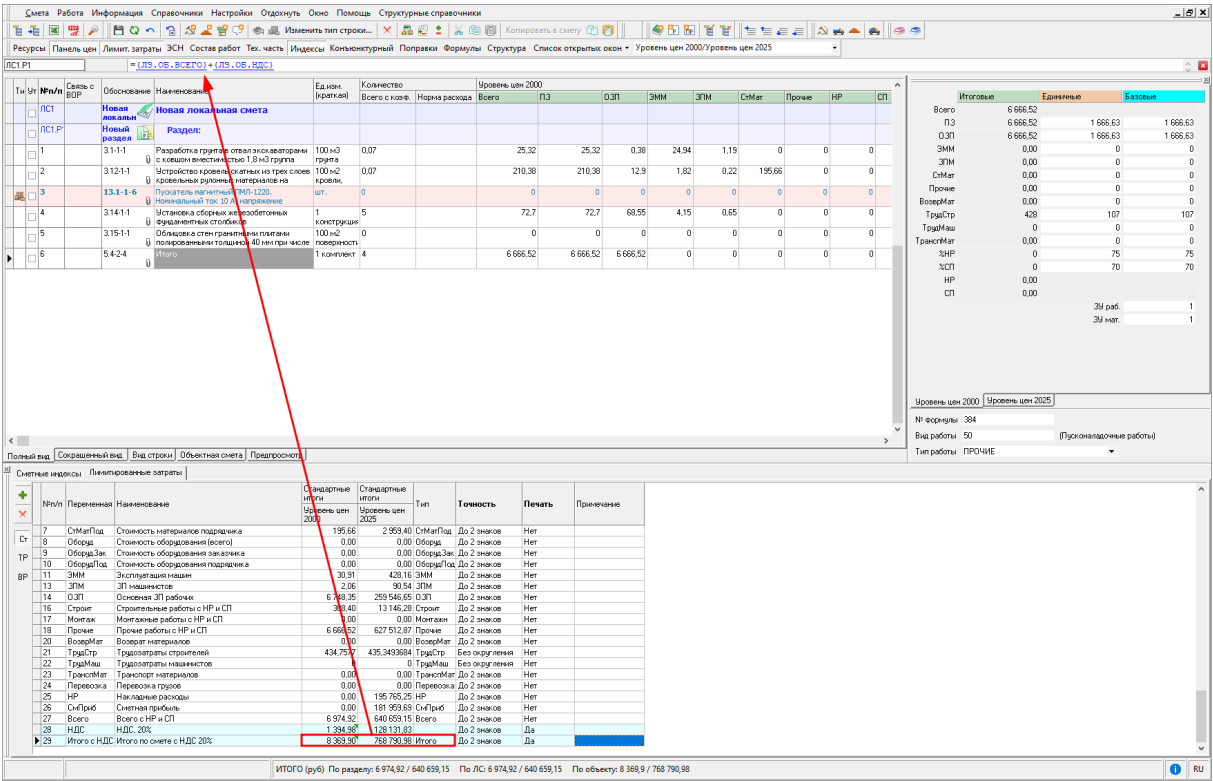 Смета Работа Информация Справочники Настройки Отдохнуть Окно Помощь Структурные справочники
Изменить тип строки... Копировать в смету
Ресурсы Панель цен Лимит. затраты ЭСН Состав работ Тех. часть Индексы Конъюнктурный Поправки Формулы Структура Список открытых окон Уровень цен 2000/Уровень цен 2025
ЛС1.Р1 ={ЛЗ.ОБ.ВСЕГО}+{ЛЗ.ОБ.НДС}
Ти Ут №п/п Связь с ВОР Обоснование Наименование Ед.изм. (краткая) Количество Уровень цен 2000
Всего с коэф. Норма расхода Всего ПЗ ОЗП ЭММ ЗПМ СтМат Прочие НР СП
ЛС1 Новая локальн Новая локальная смета
ЛС1.Р Новый раздел Раздел:
1 3.1-1-1 Разработка грунта в отвал экскаваторами с ковшом вместимостью 1,8 м3 группа 100 м3 грунта 0,07 25,32 25,32 0,38 24,94 1,19 0 0 0
2 3.12-1-1 Устройство кровель скатных из трех слоев кровельных рулонных материалов на 100 м2 кровли, 0,07 210,38 210,38 12,9 1,82 0,22 195,66 0 0
3 13.1-1-6 Пускатель магнитный ПМЛ-1220. Номинальный ток 10 А, напряжение шт. 0 0 0 0 0 0 0 0 0
4 3.14-1-1 Установка сборных железобетонных фундаментных столбиков 1 конструкция 5 72,7 72,7 68,55 4,15 0,65 0 0 0
5 3.15-1-1 Облицовка стен гранитными плитами полированными толщиной 40 мм при числе 100 м2 поверхности 0 0 0 0 0 0 0 0 0
6 5.4-2-4 Итого 1 комплект 4 6 666,52 6 666,52 6 666,52 0 0 0 0 0
Итоговые Единичные Базовые
Всего 6 666,52
ПЗ 6 666,52 1 666,63 1 666,63
ОЗП 6 666,52 1 666,63 1 666,63
ЭММ 0,00 0 0
ЗПМ 0,00 0 0
СтМат 0,00 0 0
Прочие 0,00 0 0
ВозврМат 0,00 0 0
ТрудСтр 428 107 107
ТрудМаш 0 0 0
ТранспМат 0,00 0 0
%НР 0 75 75
%СП 0 70 70
НР 0,00
СП 0,00
ЗУ раб. 1
ЗУ мат. 1
Уровень цен 2000 Уровень цен 2025
№ Формулы 384
Вид работы 50 (Пусконаладочные работы)
Тип работы ПРОЧИЕ
Полный вид Сокращенный вид Вид строки Объектная смета Предпросмотр
Сметные индексы Лимитированные затраты
№п/п Переменная Наименование Стандартные итоги Стандартные итоги Тип Точность Печать Примечание
Уровень цен 2000 Уровень цен 2025
Ст
ТР
ВР
7 СтМатПод Стоимость материалов подрядчика 195,66 2 959,40 СтМатПод До 2 знаков Нет
8 Оборуд Стоимость оборудования (всего) 0,00 0,00 Оборуд До 2 знаков Нет
9 ОборудЗак Стоимость оборудования заказчика 0,00 0,00 ОборудЗак До 2 знаков Нет
10 ОборудПод Стоимость оборудования подрядчика 0,00 0,00 ОборудПод До 2 знаков Нет
11 ЭММ Эксплуатация машин 30,91 428,16 ЭММ До 2 знаков Нет
13 ЗПМ ЗП машинистов 2,06 90,54 ЗПМ До 2 знаков Нет
14 ОЗП Основная ЗП рабочих 6 748,35 259 546,65 ОЗП До 2 знаков Нет
16 Строит Строительные работы с НР и СП 308,40 13 146,28 Строит До 2 знаков Нет
17 Монтаж Монтажные работы с НР и СП 0,00 0,00 Монтажн До 2 знаков Нет
18 Прочие Прочие работы с НР и СП 6 666,52 627 512,87 Прочие До 2 знаков Нет
20 ВозврМат Возврат материалов 0,00 ВозврМат До 2 знаков Нет
21 ТрудСтр Трудозатраты строителей 434,7577 435,3493684 ТрудСтр Без округления Нет
22 ТрудМаш Трудозатраты машинистов 0 0 ТрудМаш Без округления Нет
23 ТранспМат Транспорт материалов 0,00 0,00 ТранспМат До 2 знаков Нет
24 Перевозка Перевозка грузов 0,00 0,00 Перевозка До 2 знаков Нет
25 НР Накладные расходы 0,00 195 765,25 НР До 2 знаков Нет
26 СмПриб Сметная прибыль 0,00 181 959,69 СмПриб До 2 знаков Нет
27 Всего Всего с НР и СП 6 974,92 640 659,15 Всего До 2 знаков Нет
28 НДС НДС, 20% 1 394,98 128 131,83 До 2 знаков Да
29 Итого с НДС Итого по смете с НДС 20% 8 369,90 768 790,98 Итого До 2 знаков Да
ИТОГО (руб) По разделу: 6 974,92 / 640 659,15 По ЛС: 6 974,92 / 640 659,15 По объекту: 8 369,9 / 768 790,98 RU